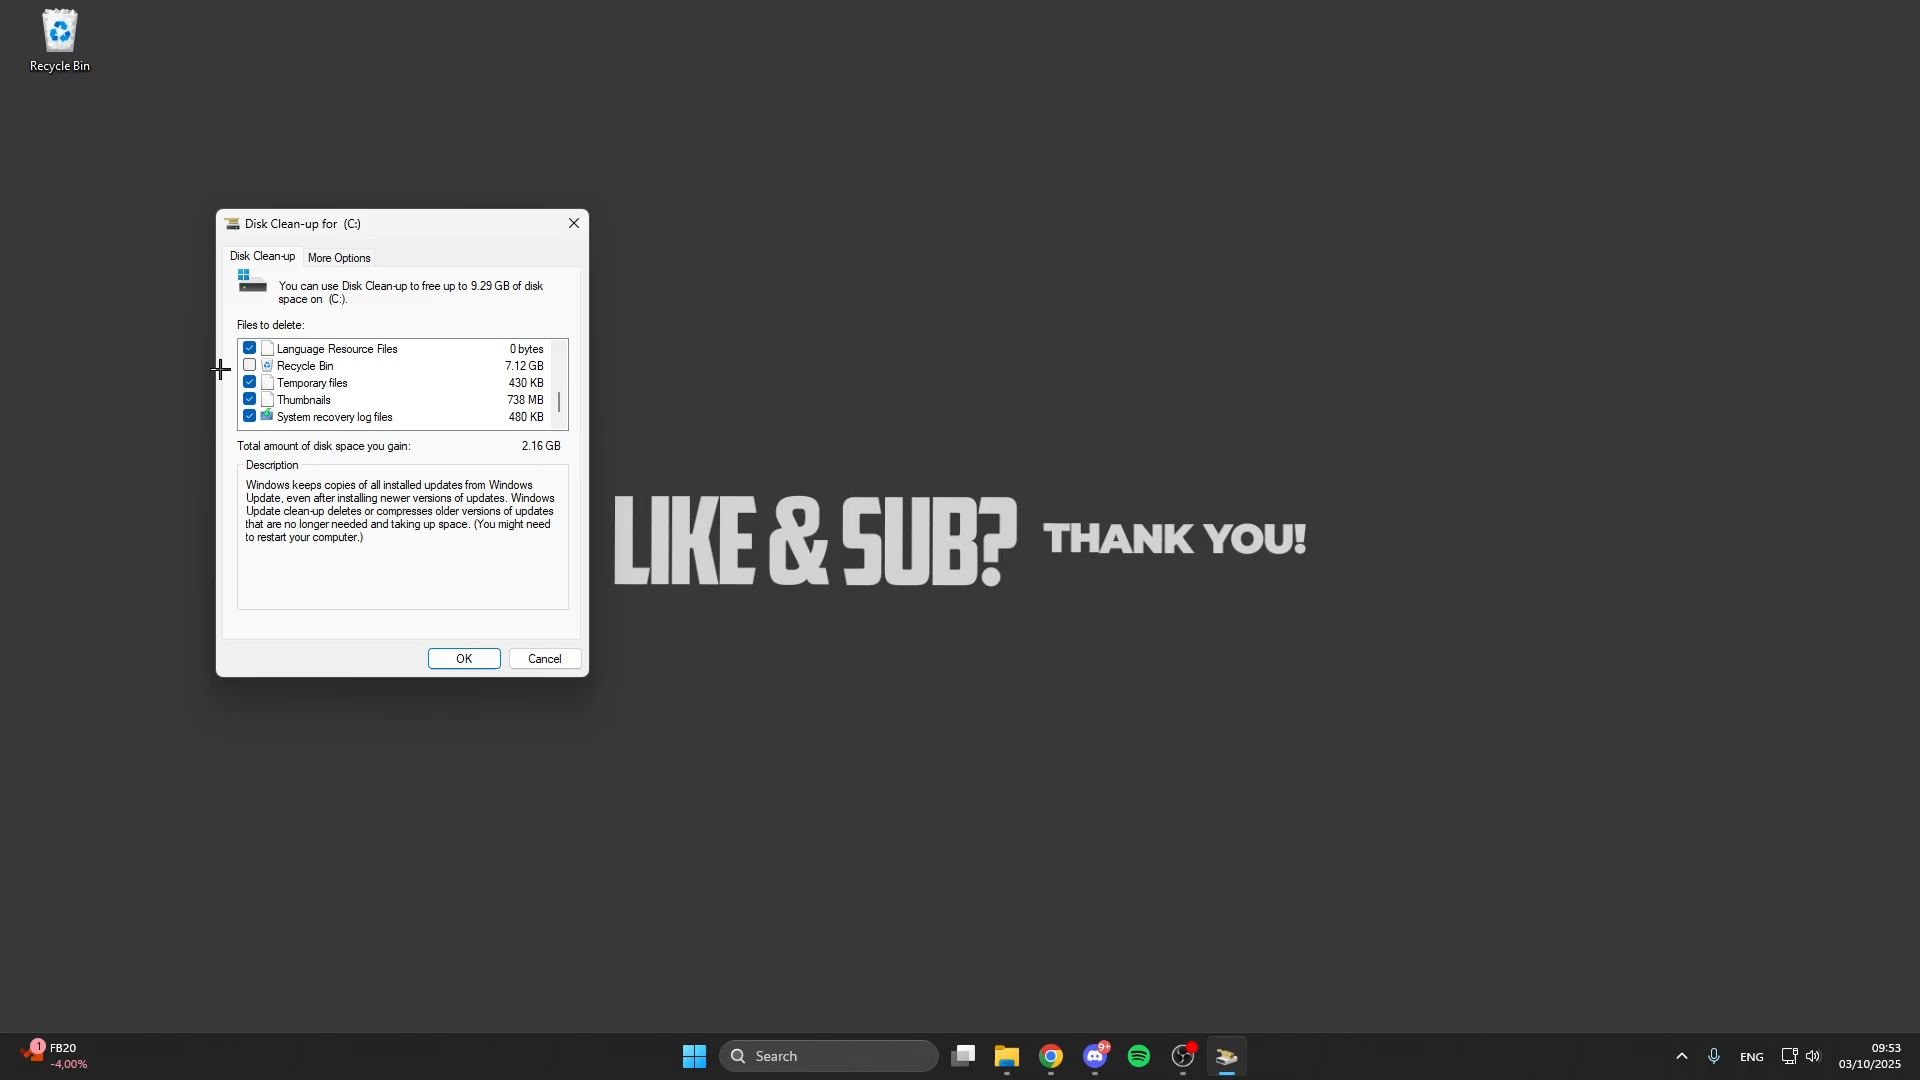 Recycle Bin
Disk Clean-up for  (C:)
Disk Clean-up
More Options
You can use Disk Clean-up to free up to 9.29 GB of disk
space on  (C:).
Files to delete:
Language Resource Files 0 bytes
Recycle Bin 7.12 GB
Temporary files 430 KB
Thumbnails 738 MB
System recovery log files 480 KB
Total amount of disk space you gain: 2.16 GB
Description
Windows keeps copies of all installed updates from Windows
Update, even after installing newer versions of updates. Windows
Update clean-up deletes or compresses older versions of updates
that are no longer needed and taking up space. (You might need
to restart your computer.)
OK
Cancel
LIKE & SUB? THANK YOU!
1
FB20
-4,00%
Search
9+
ENG
09:53
03/10/2025